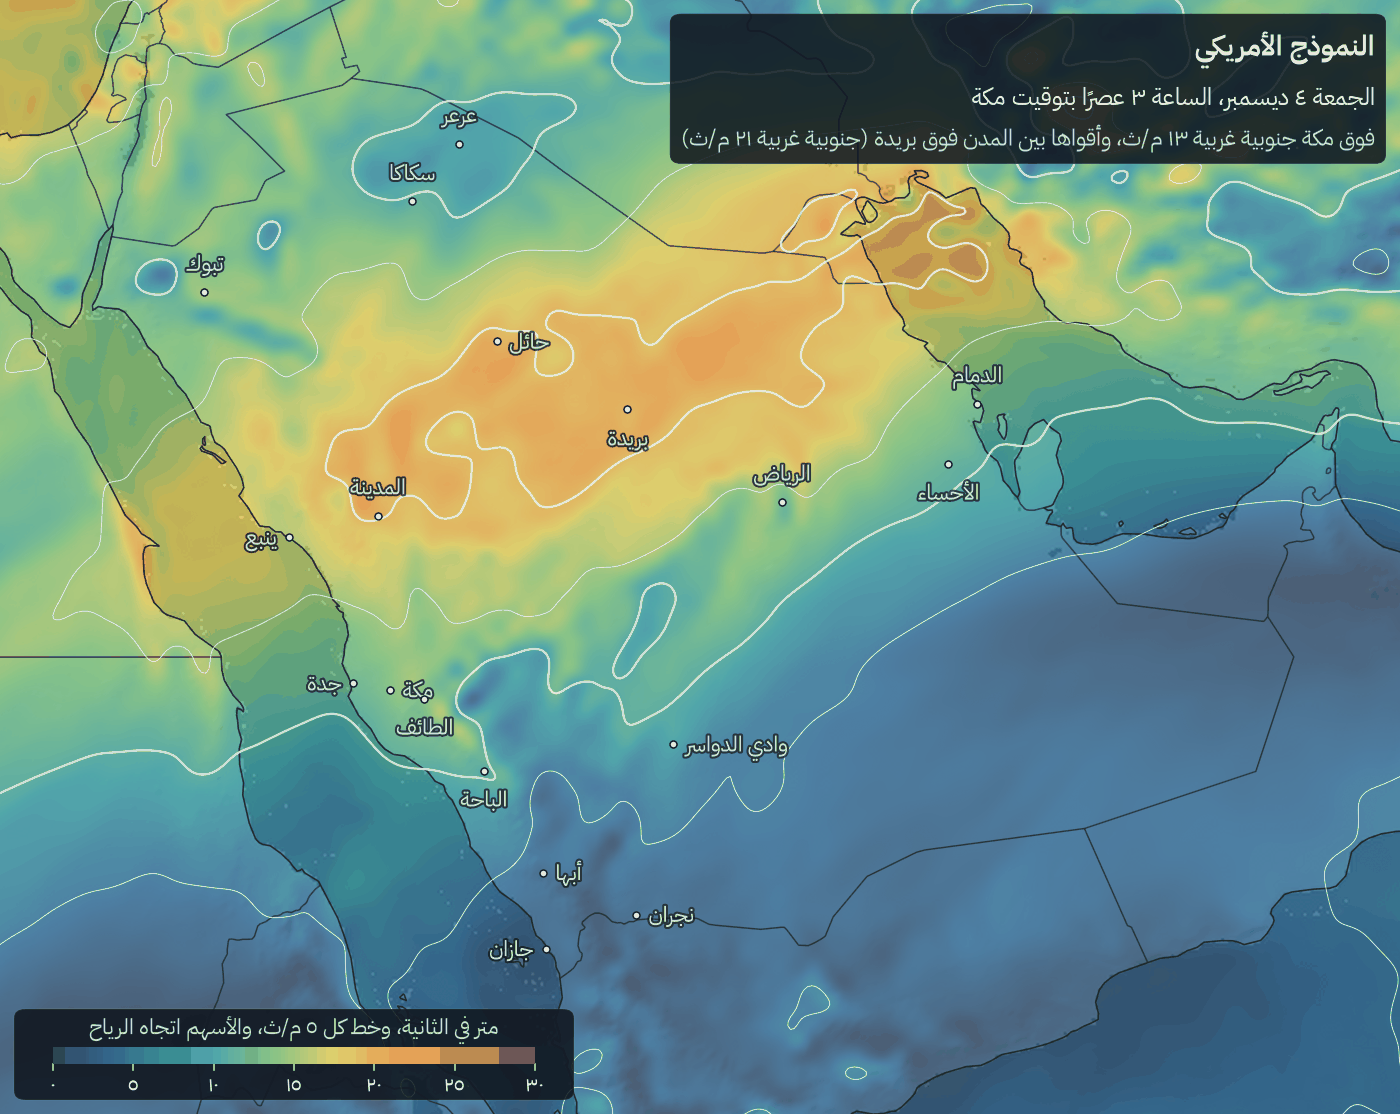 النموذج الأمريكي
الجمعة ٤ ديسمبر، الساعة ٣ عصرًا بتوقيت مكة
فوق مكة جنوبية غربية ١٣ م/ث، وأقواها بين المدن فوق بريدة (جنوبية غربية ٢١ م/ث)
عرعر
سكاكا
تبوك
حائل
الدمام
بريدة
الرياض
المدينة
الأحساء
ينبع
جدة
مكة
الطائف
وادي الدواسر
الباحة
أبها
نجران
جازان
متر في الثانية، وخط كل ٥ م/ث، والأسهم اتجاه الرياح
٠ ٥ ١٠ ١٥ ٢٠ ٢٥ ٣٠